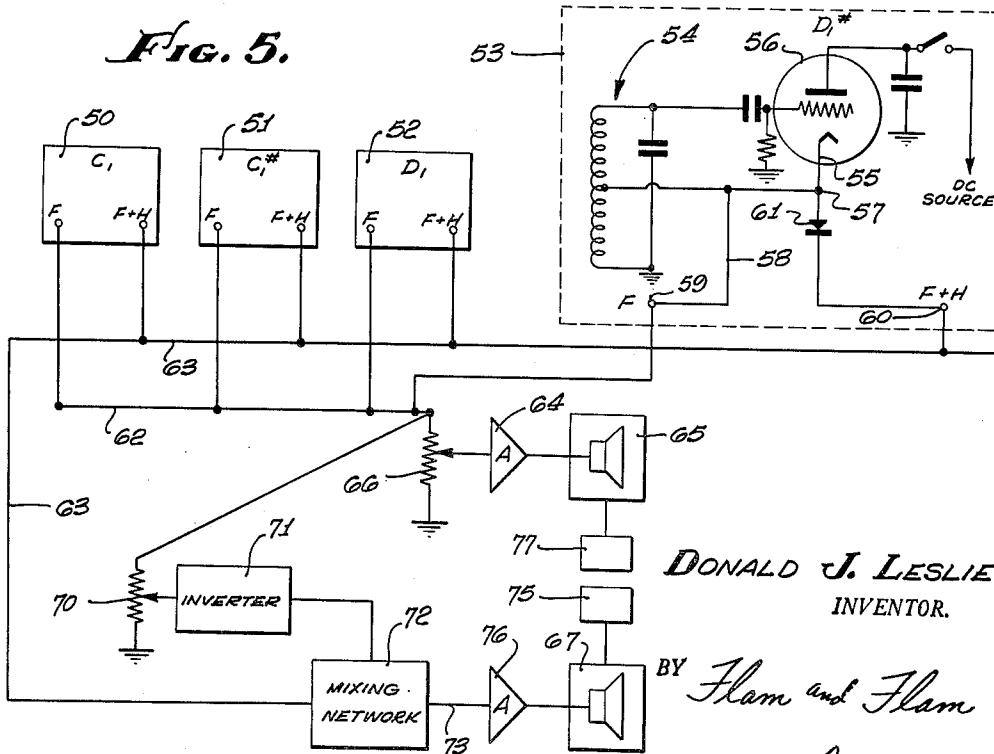 FIG. 5.
53
54
56
D₁#
50
51
52
C₁
C₁#
D₁
F
F+H
F
F+H
F
F+H
55
57
DC
SOURCE
61
58
59
F
F+H
60
63
62
64
A
65
66
63
77
71
70
INVERTER
75
DONALD J. LESLIE
INVENTOR.
72
76
67
MIXING
NETWORK
A
73
BY Flam and Flam